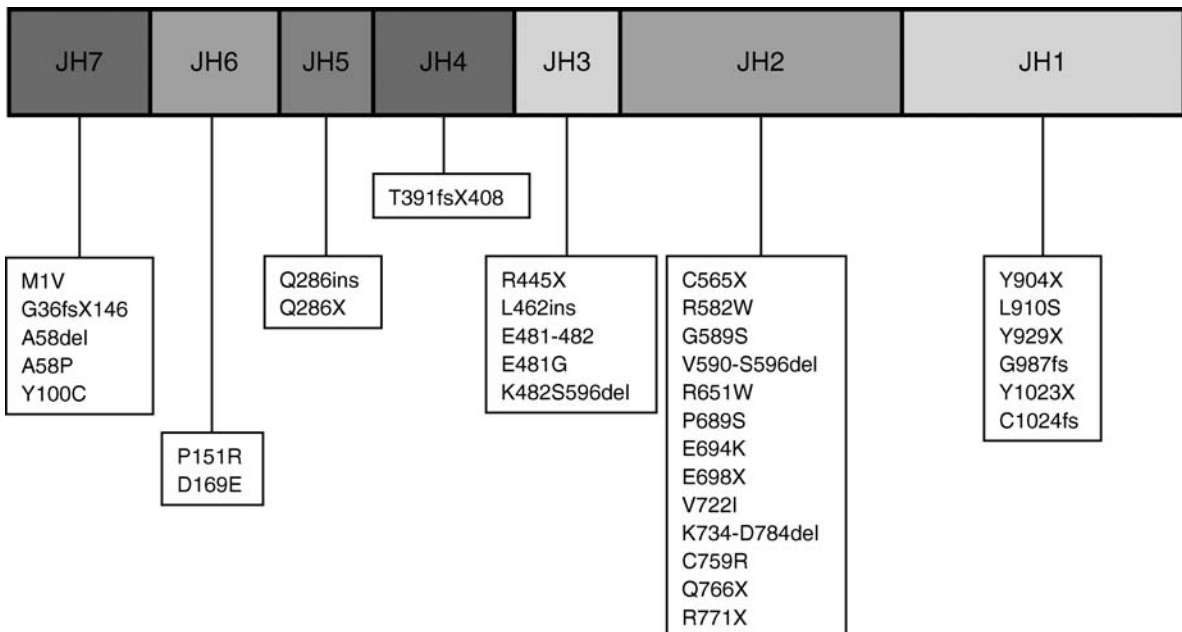 JH7 JH6 JH5 JH4 JH3 JH2 JH1
T391fsX408
M1V
G36fsX146
A58del
A58P
Y100C
P151R
D169E
Q286ins
Q286X
R445X
L462ins
E481-482
E481G
K482S596del
C565X
R582W
G589S
V590-S596del
R651W
P689S
E694K
E698X
V722I
K734-D784del
C759R
Q766X
R771X
Y904X
L910S
Y929X
G987fs
Y1023X
C1024fs